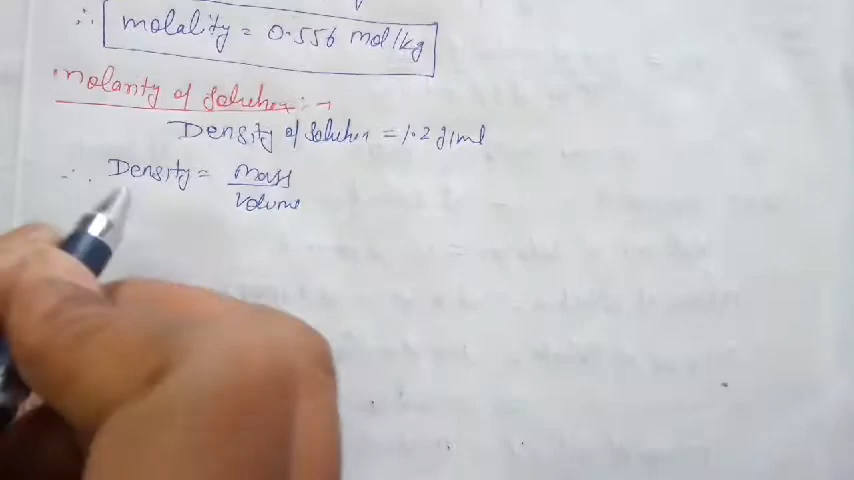 ∴ molality = 0.556 mol/kg
molarity of solution :-
Density of solution = 1.2 g/ml
∴ Density = mass
volume